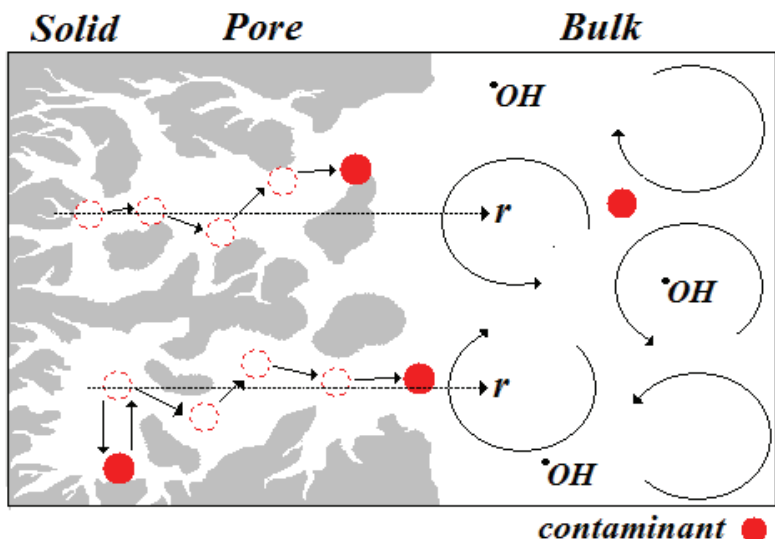 Solid Pore Bulk
•OH
r
•OH
r
•OH
contaminant